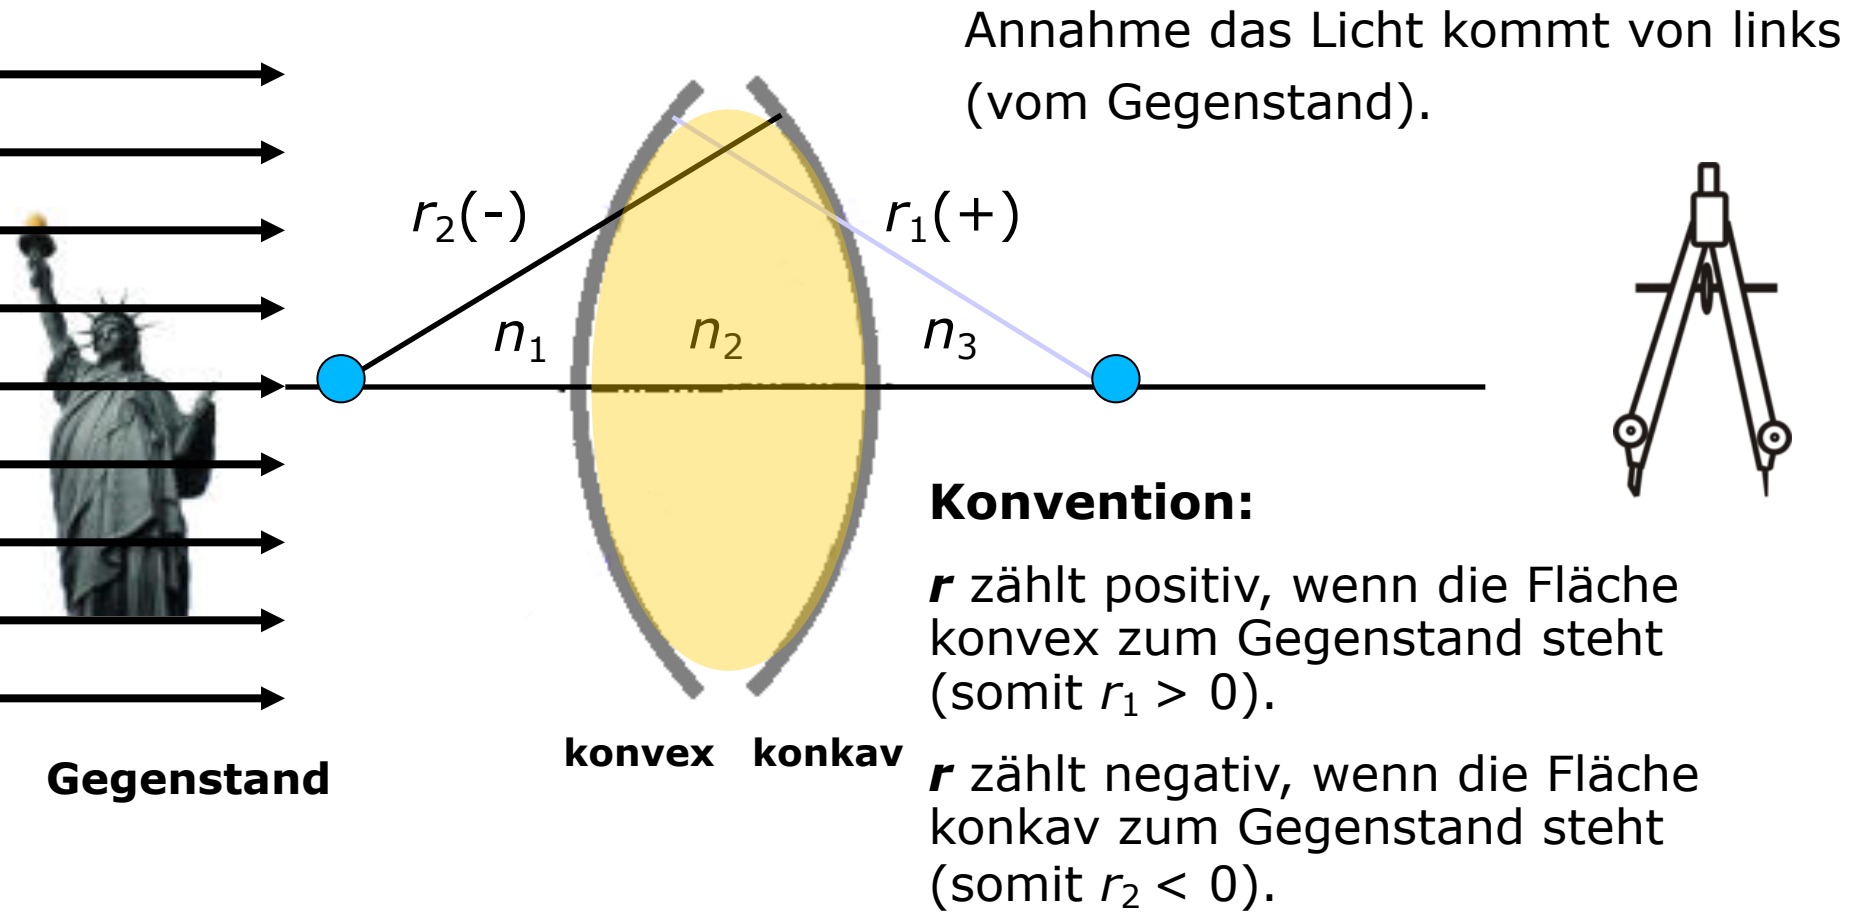 Annahme das Licht kommt von links
(vom Gegenstand).
r₂(-)
r₁(+)
n₁
n₂
n₃
Konvention:
r zählt positiv, wenn die Fläche
konvex zum Gegenstand steht
(somit r₁ > 0).
konvex
konkav
Gegenstand
r zählt negativ, wenn die Fläche
konkav zum Gegenstand steht
(somit r₂ < 0).